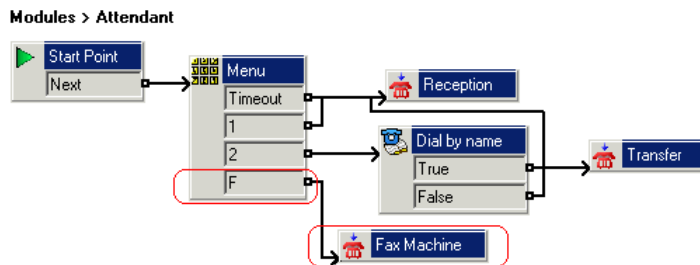 Modules > Attendant
Start Point
Next
Menu
Timeout
1
2
F
Reception
Dial by name
True
False
Transfer
Fax Machine